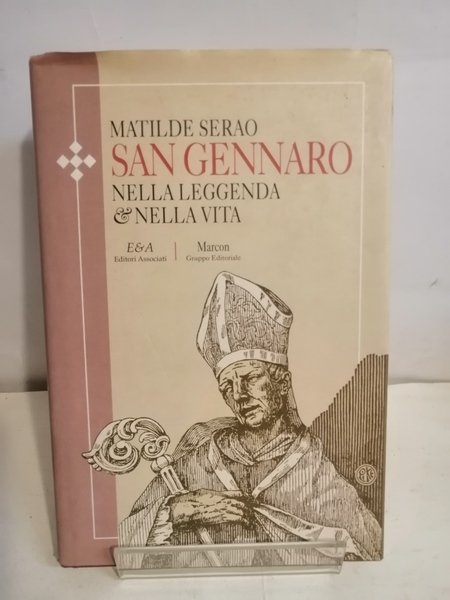 MATILDE SERAO
SAN GENNARO
NELLA LEGGENDA
& NELLA VITA
E&A
Editori Associati
Marcon
Gruppo Editoriale